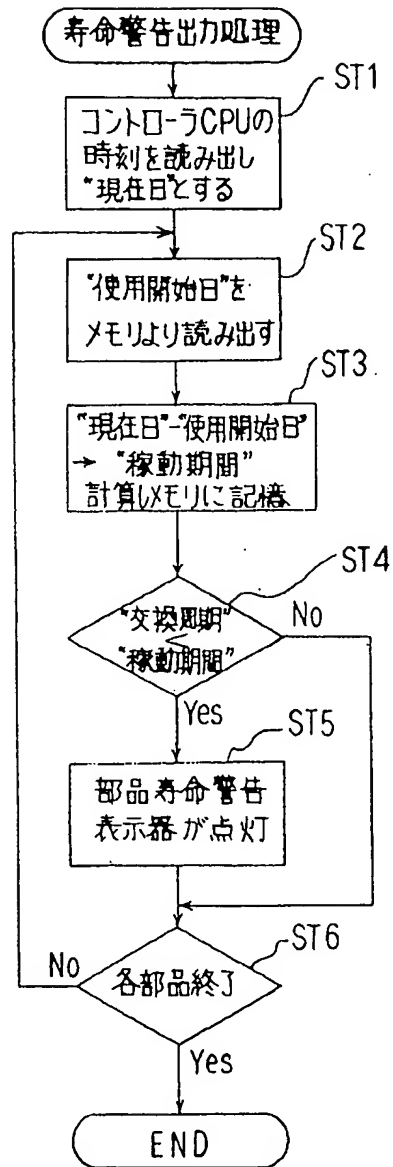 寿命警告出力処理
ST1
コントローラCPUの
時刻を読み出し
"現在日"とする
ST2
"使用開始日"を
メモリより読み出す
ST3
"現在日"-"使用開始日"
→ "稼動期間"
計算しメモリに記憶
ST4
"交換周期"
<
"稼動期間"
No
Yes
ST5
部品寿命警告
表示器が点灯
ST6
No
各部品終了
Yes
END